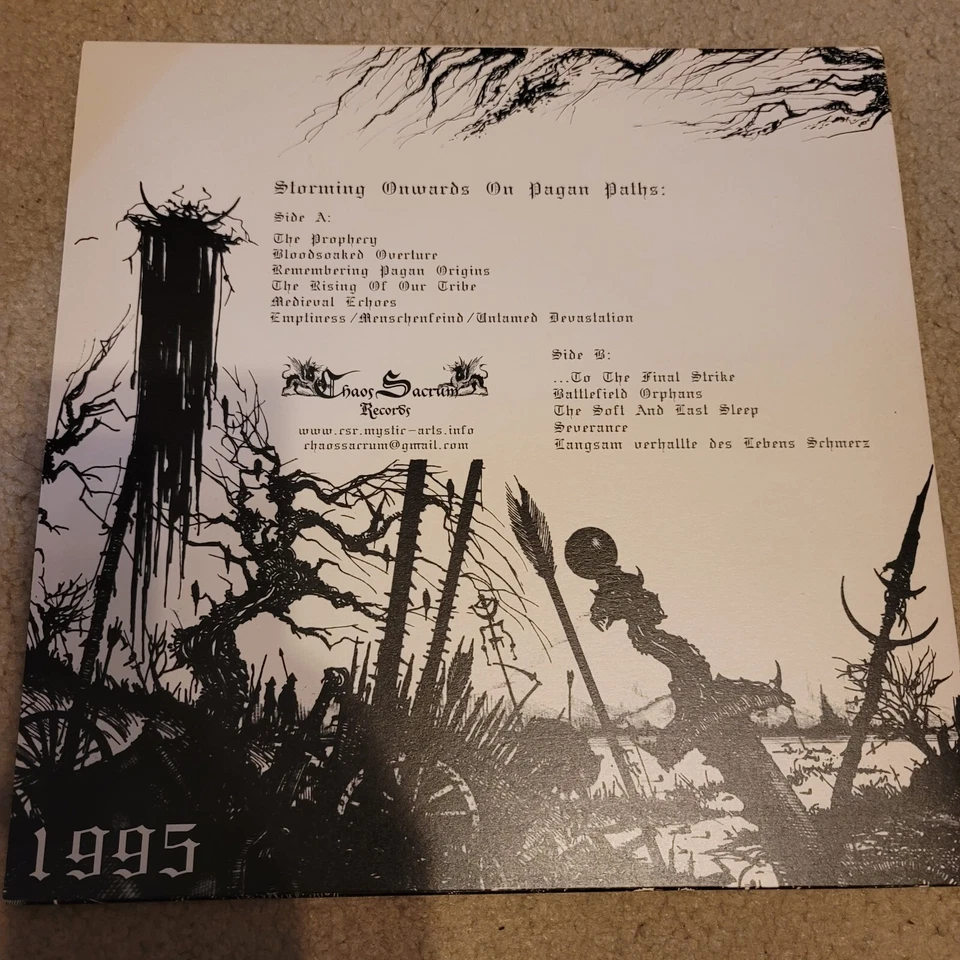 Storming Onwards On Pagan Paths:
Side A:
The Prophecy
Bloodsoaked Overture
Remembering Pagan Origins
The Rising Of Our Tribe
Medieval Echoes
Emptiness/Menschenfeind/Untamed Devastation
Chaos Sacrum
Records
www.csr.mystic-arts.info
chaossacrum@gmail.com
Side B:
...To The Final Strike
Battlefield Orphans
The Soft And Last Sleep
Severance
Langsam verhallte des Lebens Schmerz
1995